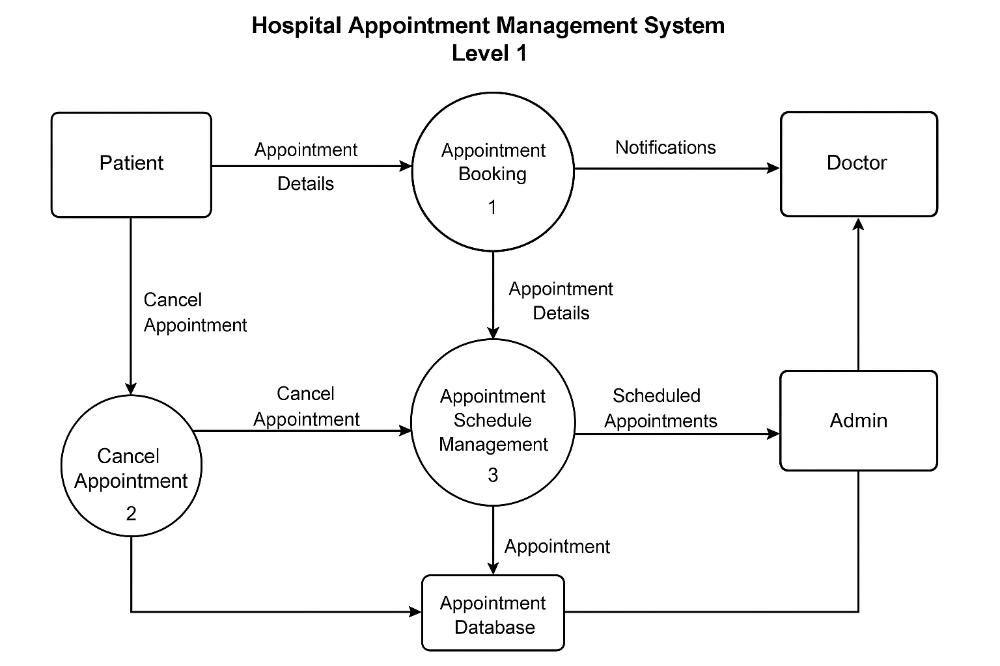 Hospital Appointment Management System
Level 1
Patient
Appointment
Details
Appointment
Booking
1
Notifications
Doctor
Cancel
Appointment
Appointment
Details
Cancel
Appointment
2
Cancel
Appointment
Appointment
Schedule
Management
3
Scheduled
Appointments
Admin
Appointment
Appointment
Database